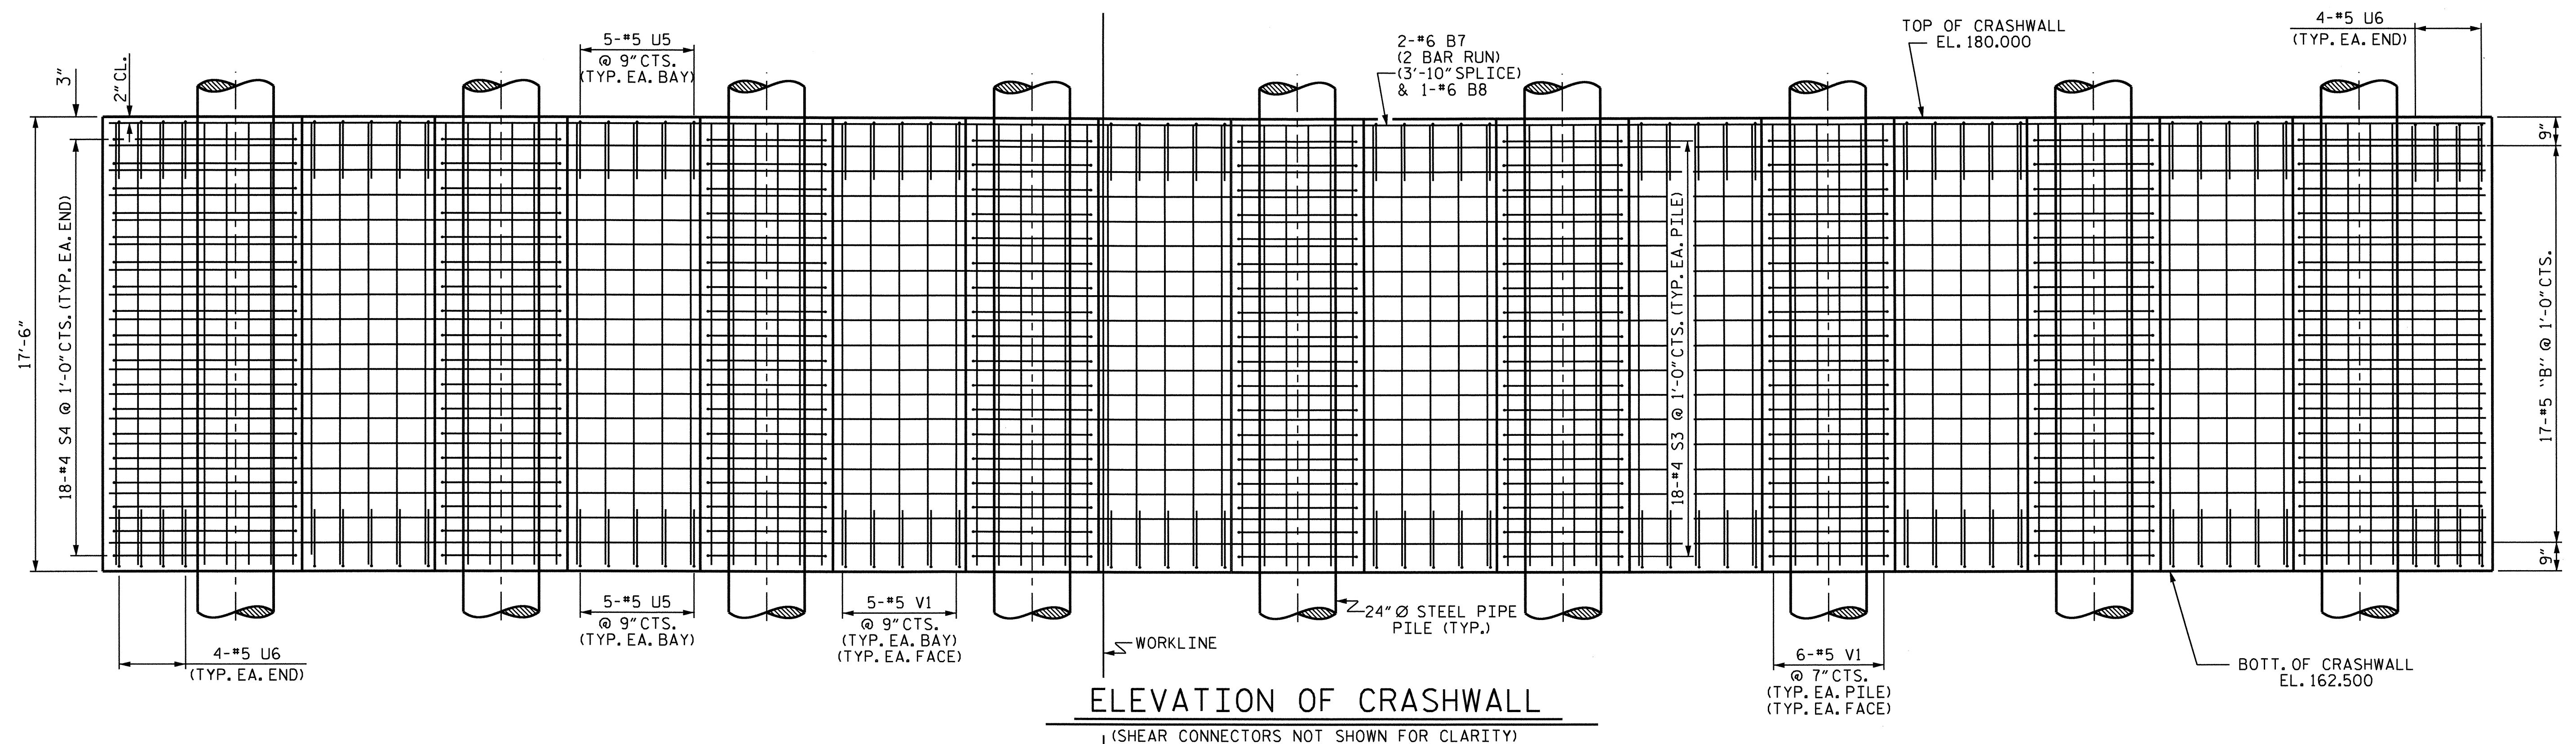 5-#5 U5
@ 9" CTS.
(TYP. EA. BAY)
2-#6 B7
(2 BAR RUN)
(3'-10" SPLICE)
& 1-#6 B8
TOP OF CRASHWALL
EL. 180.000
4-#5 U6
(TYP. EA. END)
3"
2" CL.
17'-6"
18-#4 S4 @ 1'-0" CTS. (TYP. EA. END)
18-#4 S3 @ 1'-0" CTS. (TYP. EA. PILE)
9"
17-#5 "B" @ 1'-0" CTS.
9"
4-#5 U6
(TYP. EA. END)
5-#5 U5
@ 9" CTS.
(TYP. EA. BAY)
5-#5 V1
@ 9" CTS.
(TYP. EA. BAY)
(TYP. EA. FACE)
WORKLINE
24" Ø STEEL PIPE
PILE (TYP.)
6-#5 V1
@ 7" CTS.
(TYP. EA. PILE)
(TYP. EA. FACE)
BOTT. OF CRASHWALL
EL. 162.500
ELEVATION OF CRASHWALL
(SHEAR CONNECTORS NOT SHOWN FOR CLARITY)